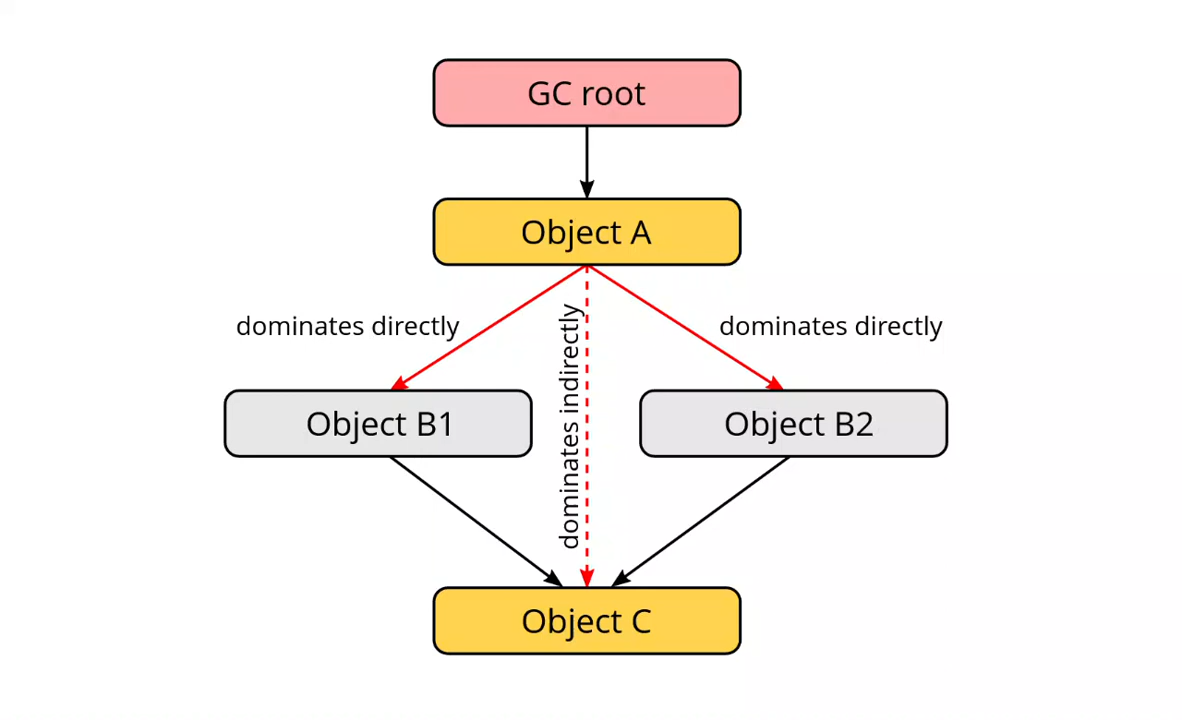 GC root
Object A
dominates directly
dominates indirectly
dominates directly
Object B1
Object B2
Object C